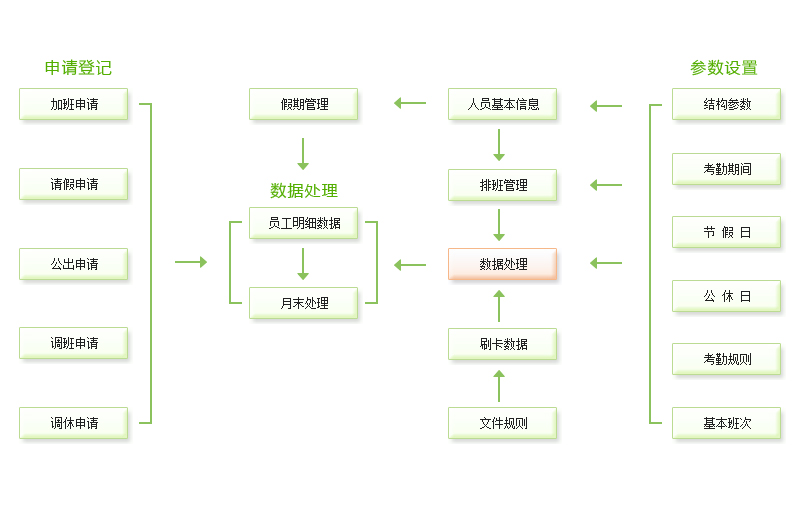 申请登记
加班申请
请假申请
公出申请
调班申请
调休申请
假期管理
数据处理
员工明细数据
月末处理
人员基本信息
排班管理
数据处理
刷卡数据
文件规则
参数设置
结构参数
考勤期间
节 假 日
公 休 日
考勤规则
基本班次